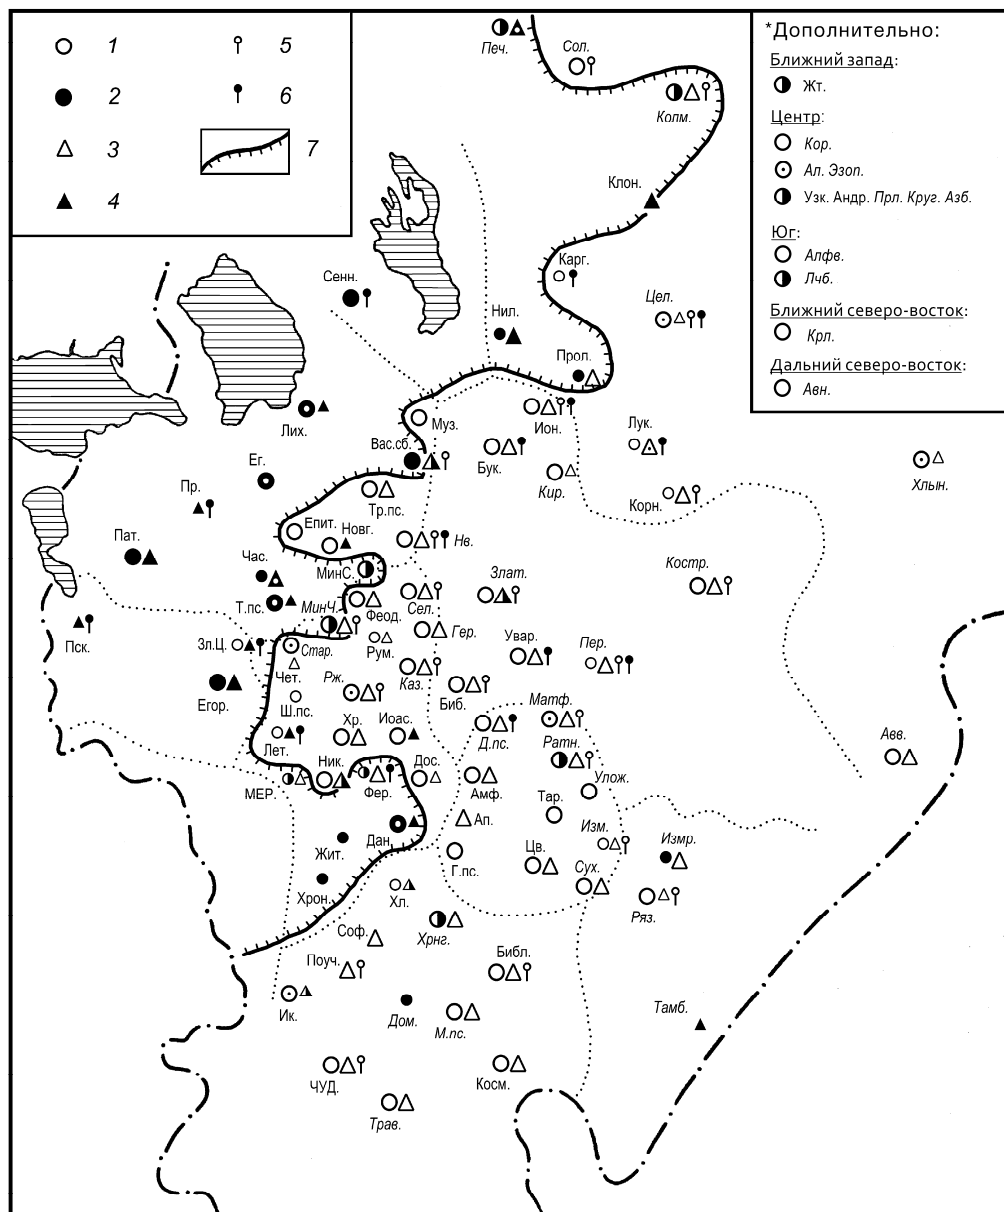 1
2
3
4
5
6
7
*Дополнительно:
Ближний запад:
Жт.
Центр:
Кор.
Ал. Эзоп.
Узк. Андр. Прл. Круг. Азб.
Юг:
Алфв.
Лчб.
Ближний северо-восток:
Крл.
Дальний северо-восток:
Авн.
Печ.
Сол.
Колм.
Клон.
Карг.
Сенн.
Цел.
Нил.
Прол.
Лих.
Муз.
Ион.
Лук.
Вас.сб.
Бук.
Кир.
Хлын.
Ег.
Пр.
Тр.пс.
Корн.
Епит.
Новг.
Нв.
Пат.
Час.
МинС.
Злат.
Костр.
Т.пс.
МинЧ.
Феод.
Сел.
Пск.
Зл.Ц.
Стар.
Рум.
Гер.
Увар.
Пер.
Чет.
Рж.
Каз.
Биб.
Егор.
Ш.пс.
Матф.
Лет.
Хр.
Иоас.
Д.пс.
Ратн.
Авв.
МЕР.
Ник.
Фер.
Дос.
Амф.
Улож.
Тар.
Ап.
Изм.
Измр.
Жит.
Дан.
Г.пс.
Цв.
Сух.
Хрон.
Хл.
Ряз.
Соф.
Хрнг.
Поуч.
Библ.
Ик.
Дом.
М.пс.
Тамб.
ЧУД.
Косм.
Трав.